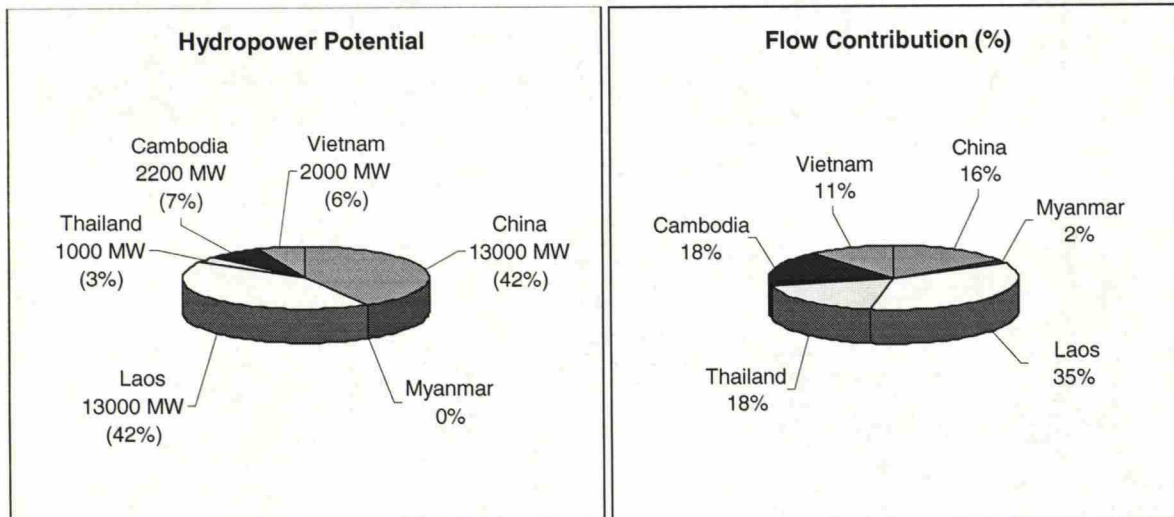 Hydropower Potential
Cambodia
2200 MW
(7%)
Vietnam
2000 MW
(6%)
Thailand
1000 MW
(3%)
China
13000 MW
(42%)
Laos
13000 MW
(42%)
Myanmar
0%
Flow Contribution (%)
Vietnam
11%
China
16%
Cambodia
18%
Myanmar
2%
Thailand
18%
Laos
35%